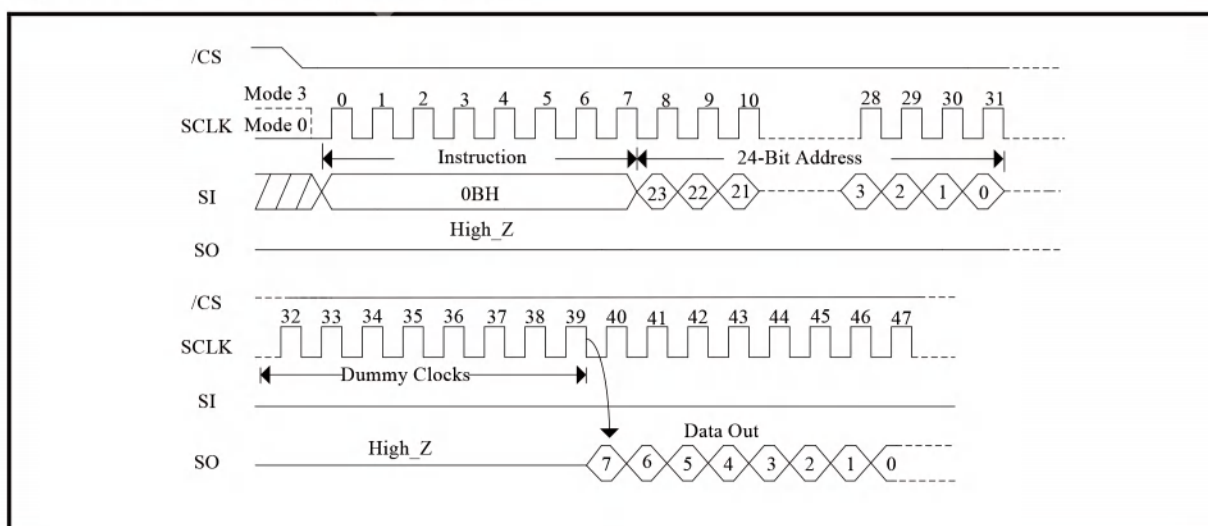 /CS
Mode 3
0 1 2 3 4 5 6 7 8 9 10 28 29 30 31
SCLK Mode 0
Instruction 24-Bit Address
SI 0BH 23 22 21 3 2 1 0
High_Z
SO
/CS
32 33 34 35 36 37 38 39 40 41 42 43 44 45 46 47
SCLK
Dummy Clocks
SI
High_Z Data Out
SO 7 6 5 4 3 2 1 0